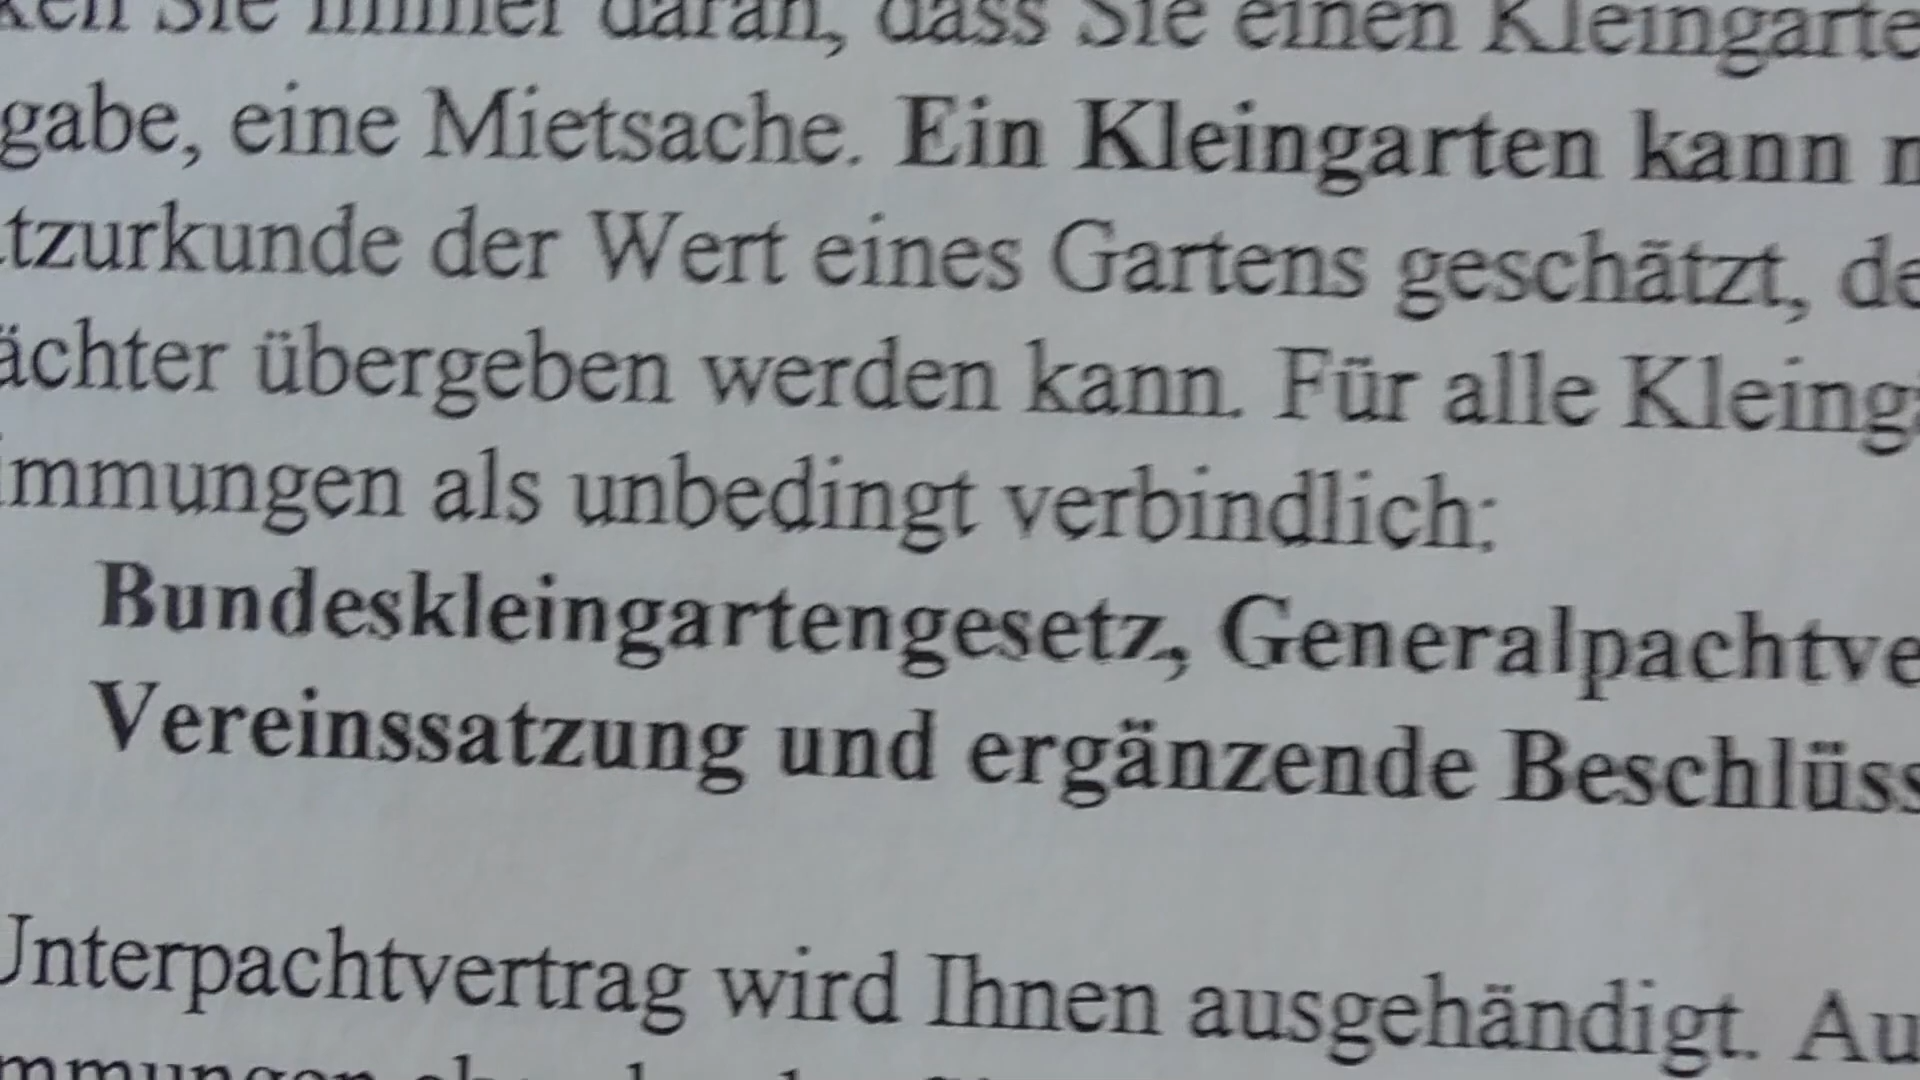 Sie immer daran, dass Sie einen Kleingarte
gabe, eine Mietsache. Ein Kleingarten kann
tzurkunde der Wert eines Gartens geschätzt, de
ächter übergeben werden kann. Für alle Kleing
immungen als unbedingt verbindlich:
Bundeskleingartengesetz, Generalpachtve
Vereinssatzung und ergänzende Beschlüss
Unterpachtvertrag wird Ihnen ausgehändigt. Au